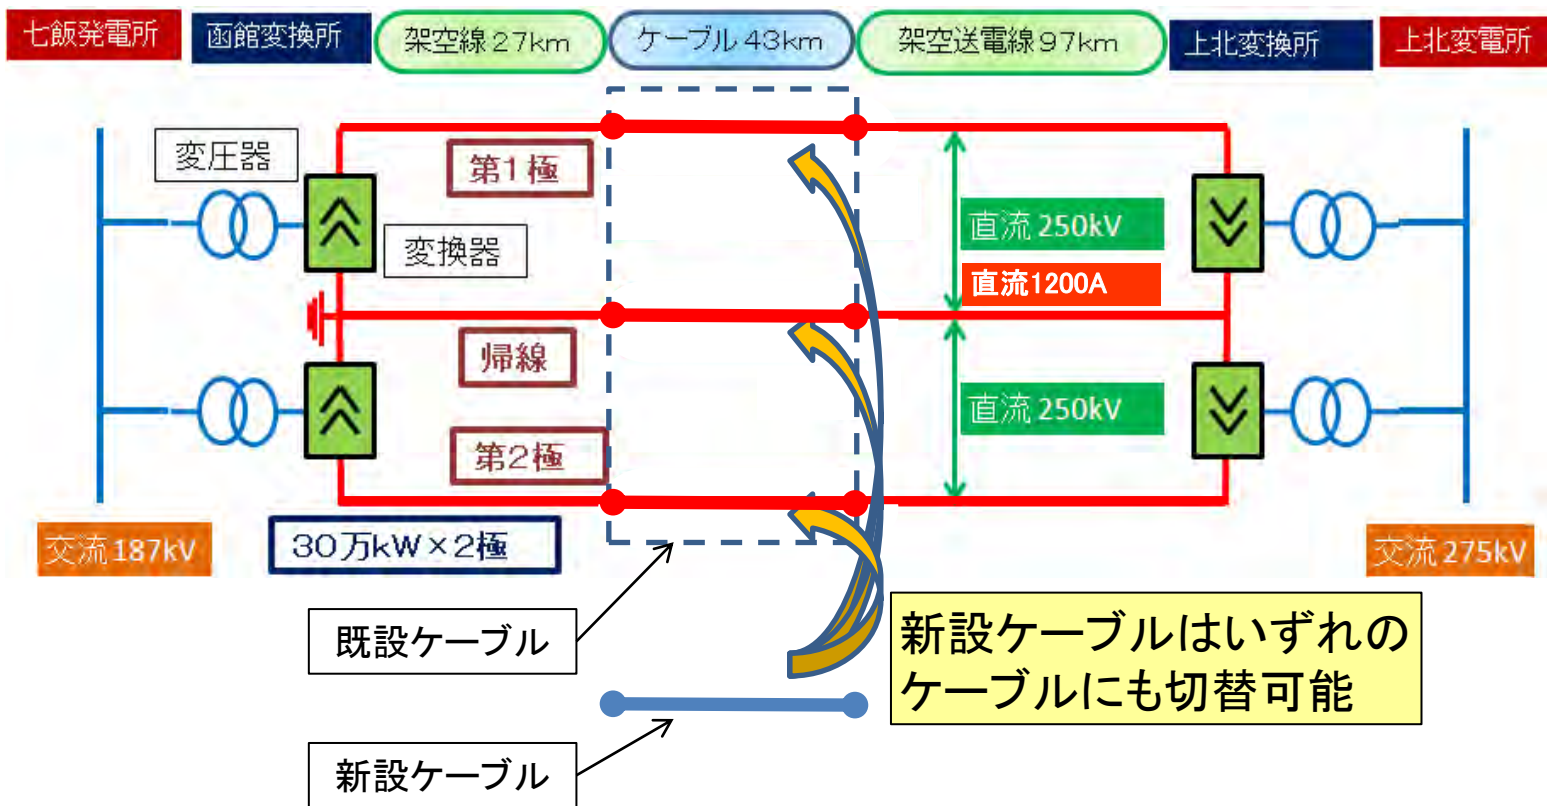 七飯発電所
函館変換所
架空線27km
ケーブル43km
架空送電線97km
上北変換所
上北変電所
変圧器
第1極
変換器
直流250kV
直流1200A
帰線
直流250kV
第2極
交流187kV
30万kW×2極
交流275kV
既設ケーブル
新設ケーブルはいずれの
ケーブルにも切替可能
新設ケーブル